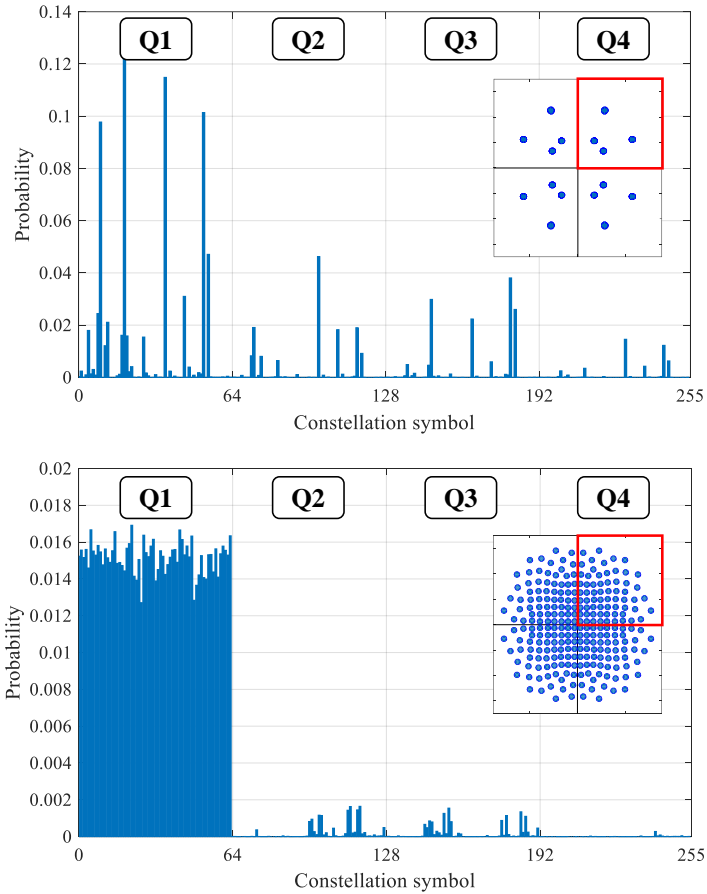 0.14
Q1 Q2 Q3 Q4
0.12
0.1
0.08
0.06
0.04
0.02
0
Probability
0 64 128 192 255
Constellation symbol
0.02
Q1 Q2 Q3 Q4
0.018
0.016
0.014
0.012
0.01
0.008
0.006
0.004
0.002
0
Probability
0 64 128 192 255
Constellation symbol